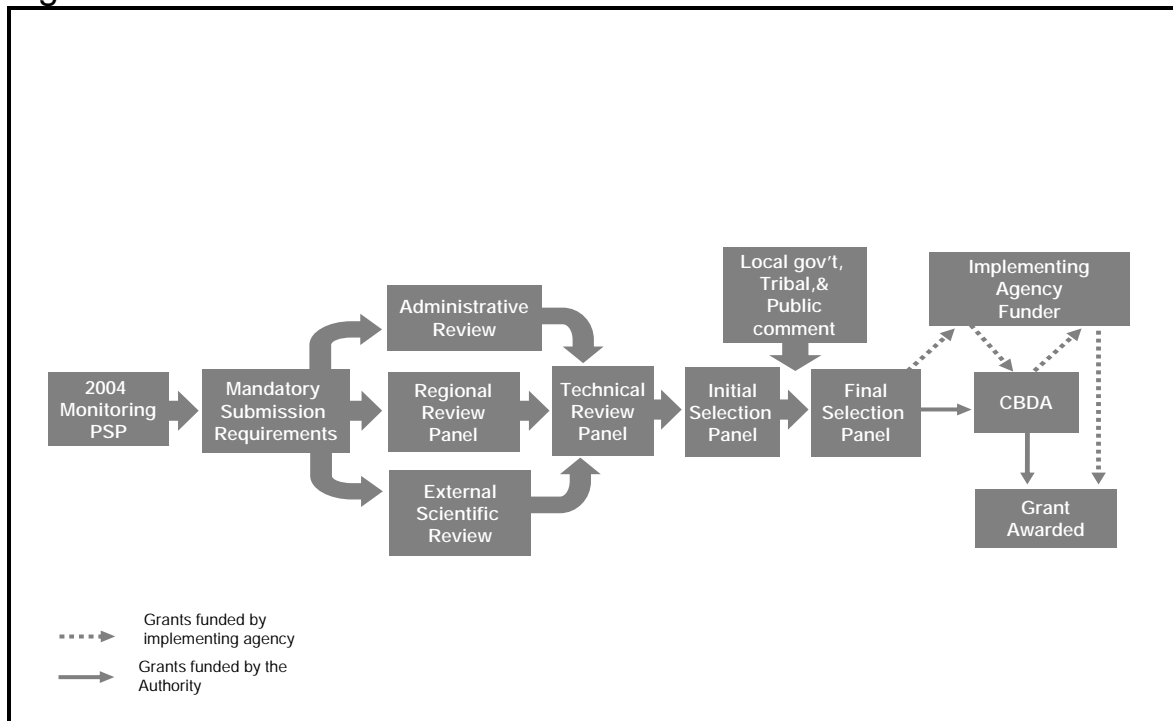 2004
Monitoring
PSP
Mandatory
Submission
Requirements
Administrative
Review
Regional
Review
Panel
External
Scientific
Review
Technical
Review
Panel
Initial
Selection
Panel
Local gov't,
Tribal,&
Public
comment
Final
Selection
Panel
Implementing
Agency
Funder
CBDA
Grant
Awarded
Grants funded by
implementing agency
Grants funded by the
Authority